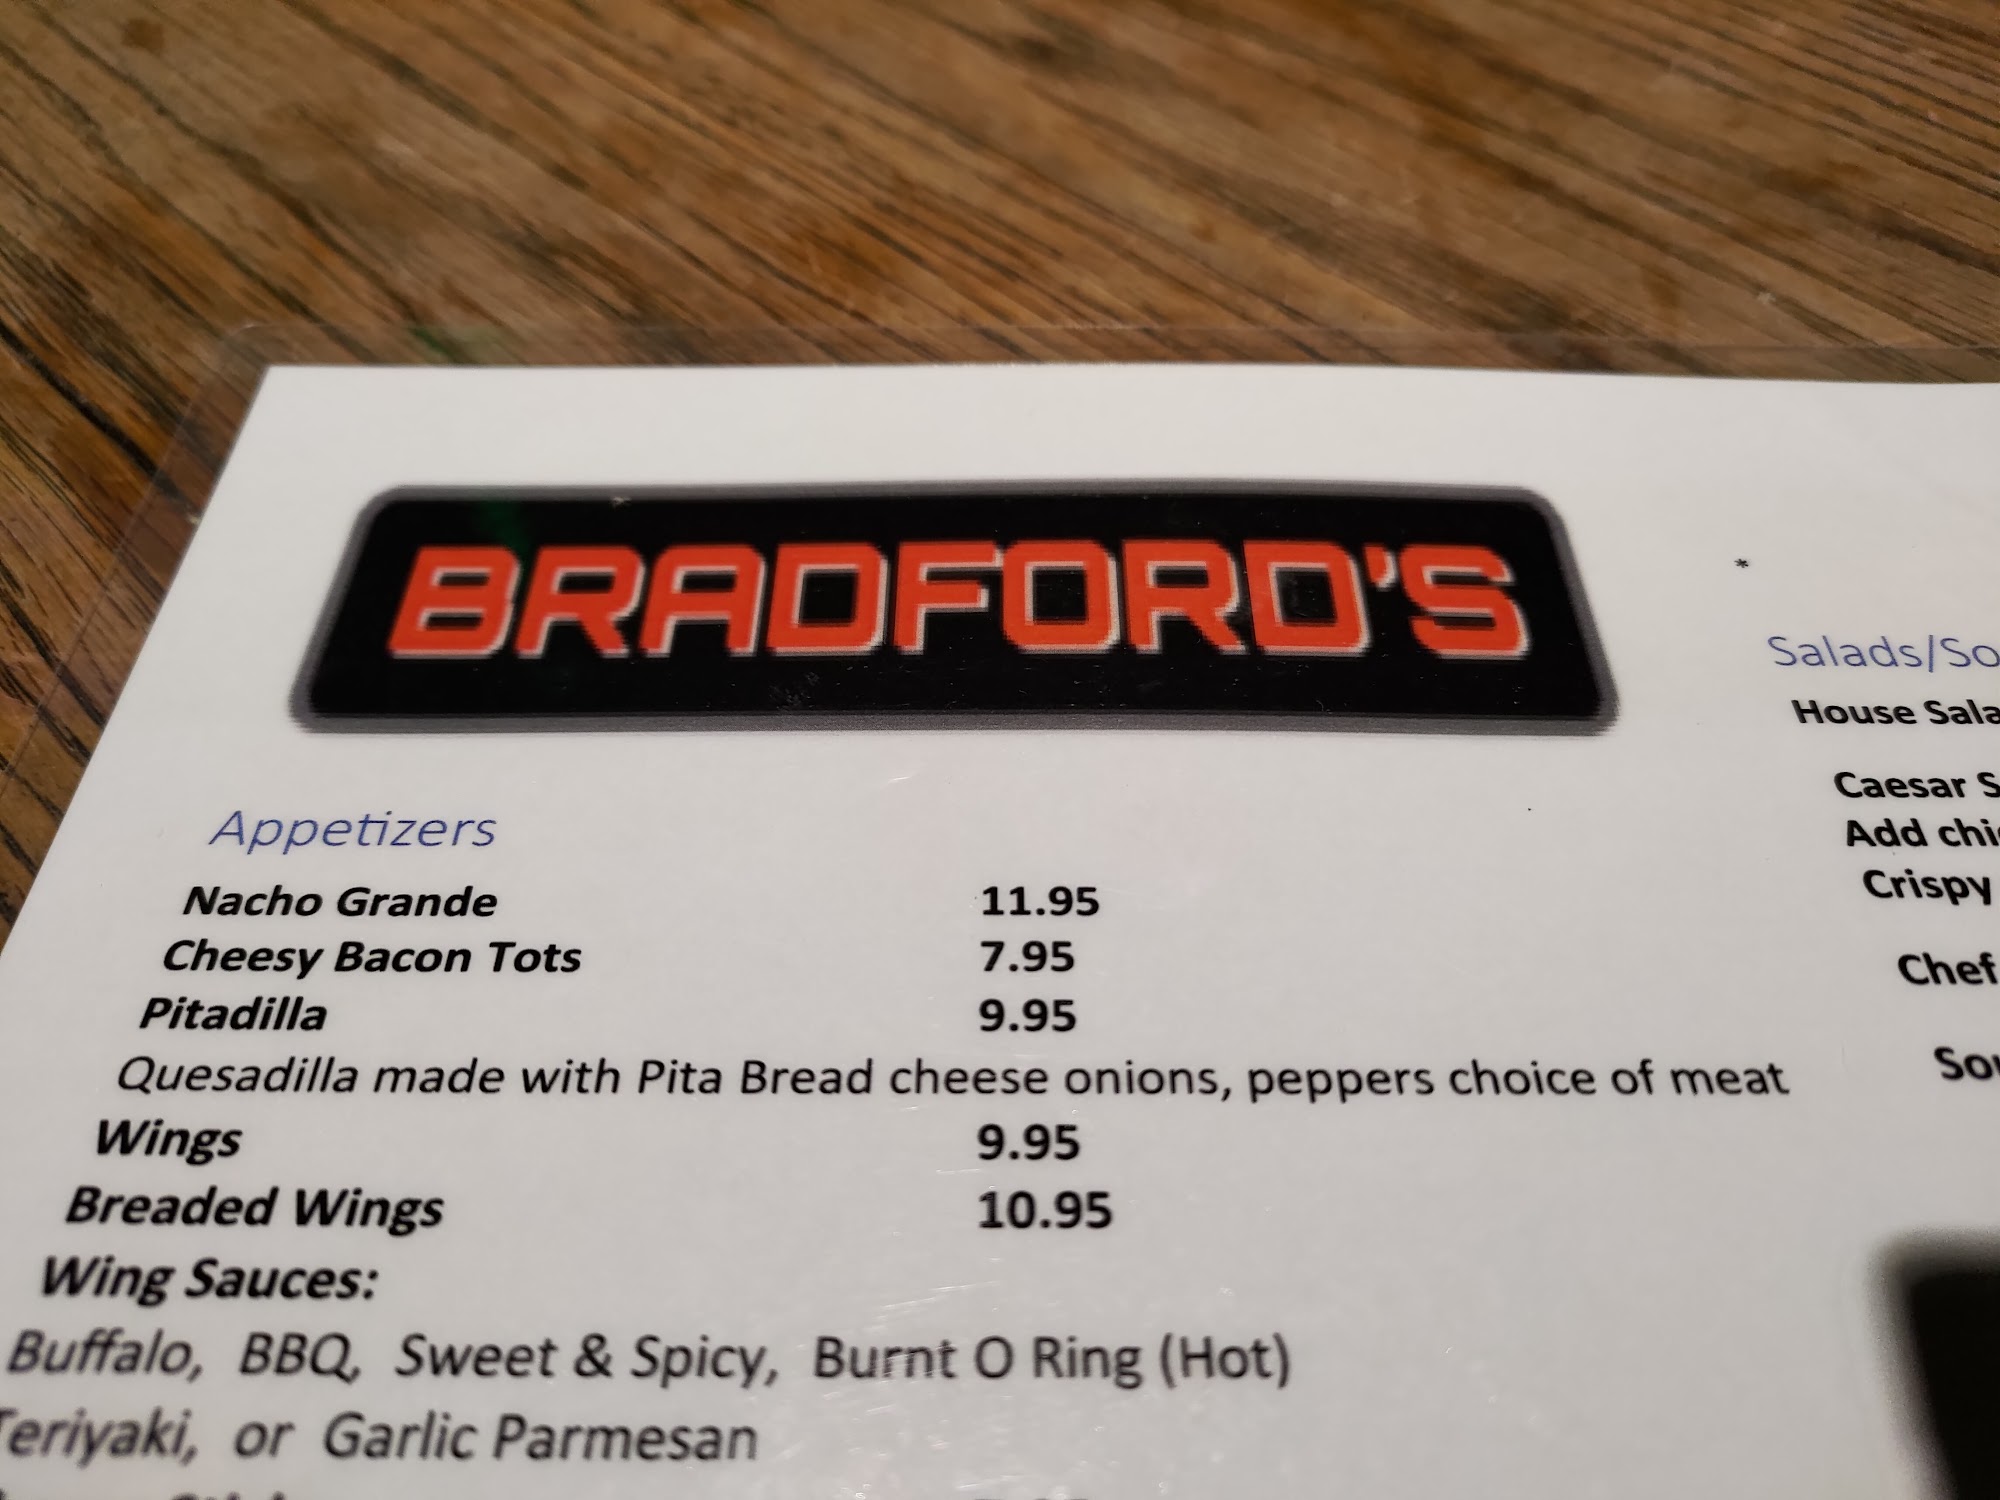 BRADFORD'S
Appetizers
Nacho Grande 11.95
Cheesy Bacon Tots 7.95
Pitadilla 9.95
Quesadilla made with Pita Bread cheese onions, peppers choice of meat
Wings 9.95
Breaded Wings 10.95
Wing Sauces:
Buffalo, BBQ, Sweet & Spicy, Burnt O Ring (Hot)
Teriyaki, or Garlic Parmesan
*
Salads/So
House Sala
Caesar S
Add chi
Crispy
Chef